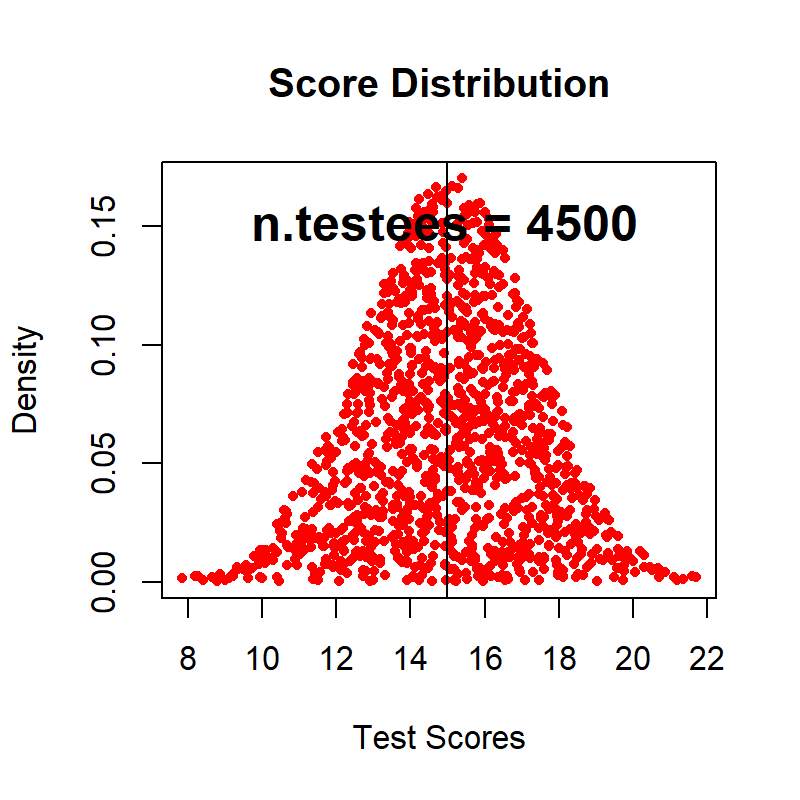 Score Distribution
n.testees = 4500
Density
0.15
0.10
0.05
0.00
8 10 12 14 16 18 20 22
Test Scores